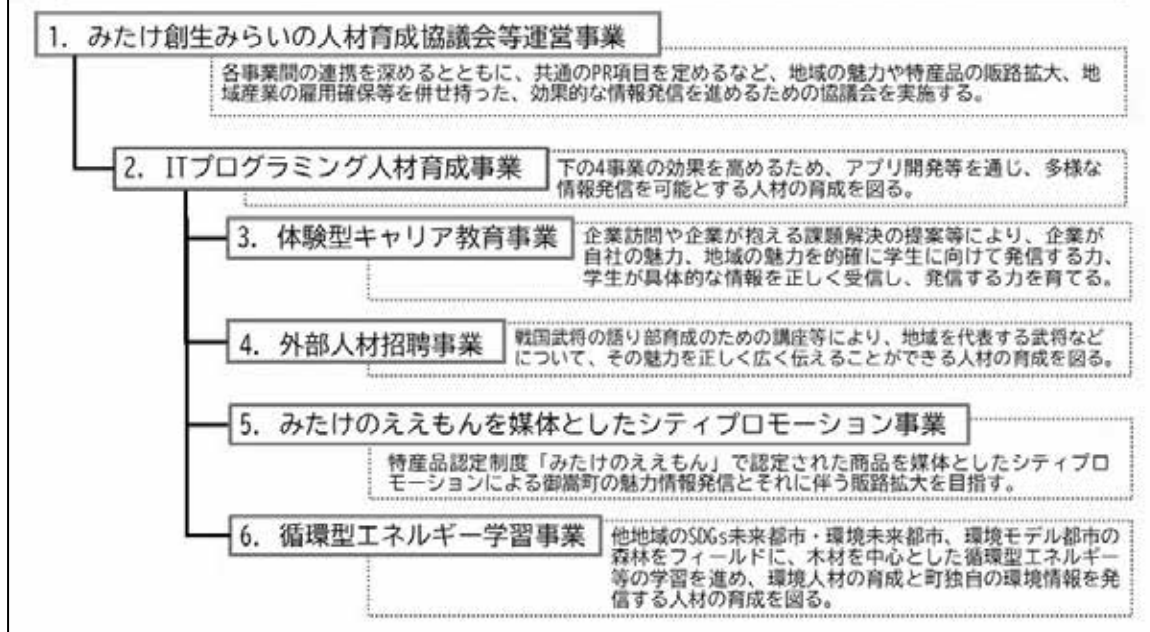 1. みたけ創生みらいの人材育成協議会等運営事業
各事業間の連携を深めるとともに、共通のPR項目を定めるなど、地域の魅力や特産品の販路拡大、地
域産業の雇用確保等を併せ持った、効果的な情報発信を進めるための協議会を実施する。
2. ITプログラミング人材育成事業
下の4事業の効果を高めるため、アプリ開発等を通じ、多様な
情報発信を可能とする人材の育成を図る。
3. 体験型キャリア教育事業
企業訪問や企業が抱える課題解決の提案等により、企業が
自社の魅力、地域の魅力を的確に学生に向けて発信する力、
学生が具体的な情報を正しく受信し、発信する力を育てる。
4. 外部人材招聘事業
戦国武将の語り部育成のための講座等により、地域を代表する武将など
について、その魅力を正しく広く伝えることができる人材の育成を図る。
5. みたけのええもんを媒体としたシティプロモーション事業
特産品認定制度「みたけのええもん」で認定された商品を媒体としたシティプロ
モーションによる御嵩町の魅力情報発信とそれに伴う販路拡大を目指す。
6. 循環型エネルギー学習事業
他地域のSDGs未来都市・環境未来都市、環境モデル都市の
森林をフィールドに、木材を中心とした循環型エネルギー
等の学習を進め、環境人材の育成と町独自の環境情報を発
信する人材の育成を図る。